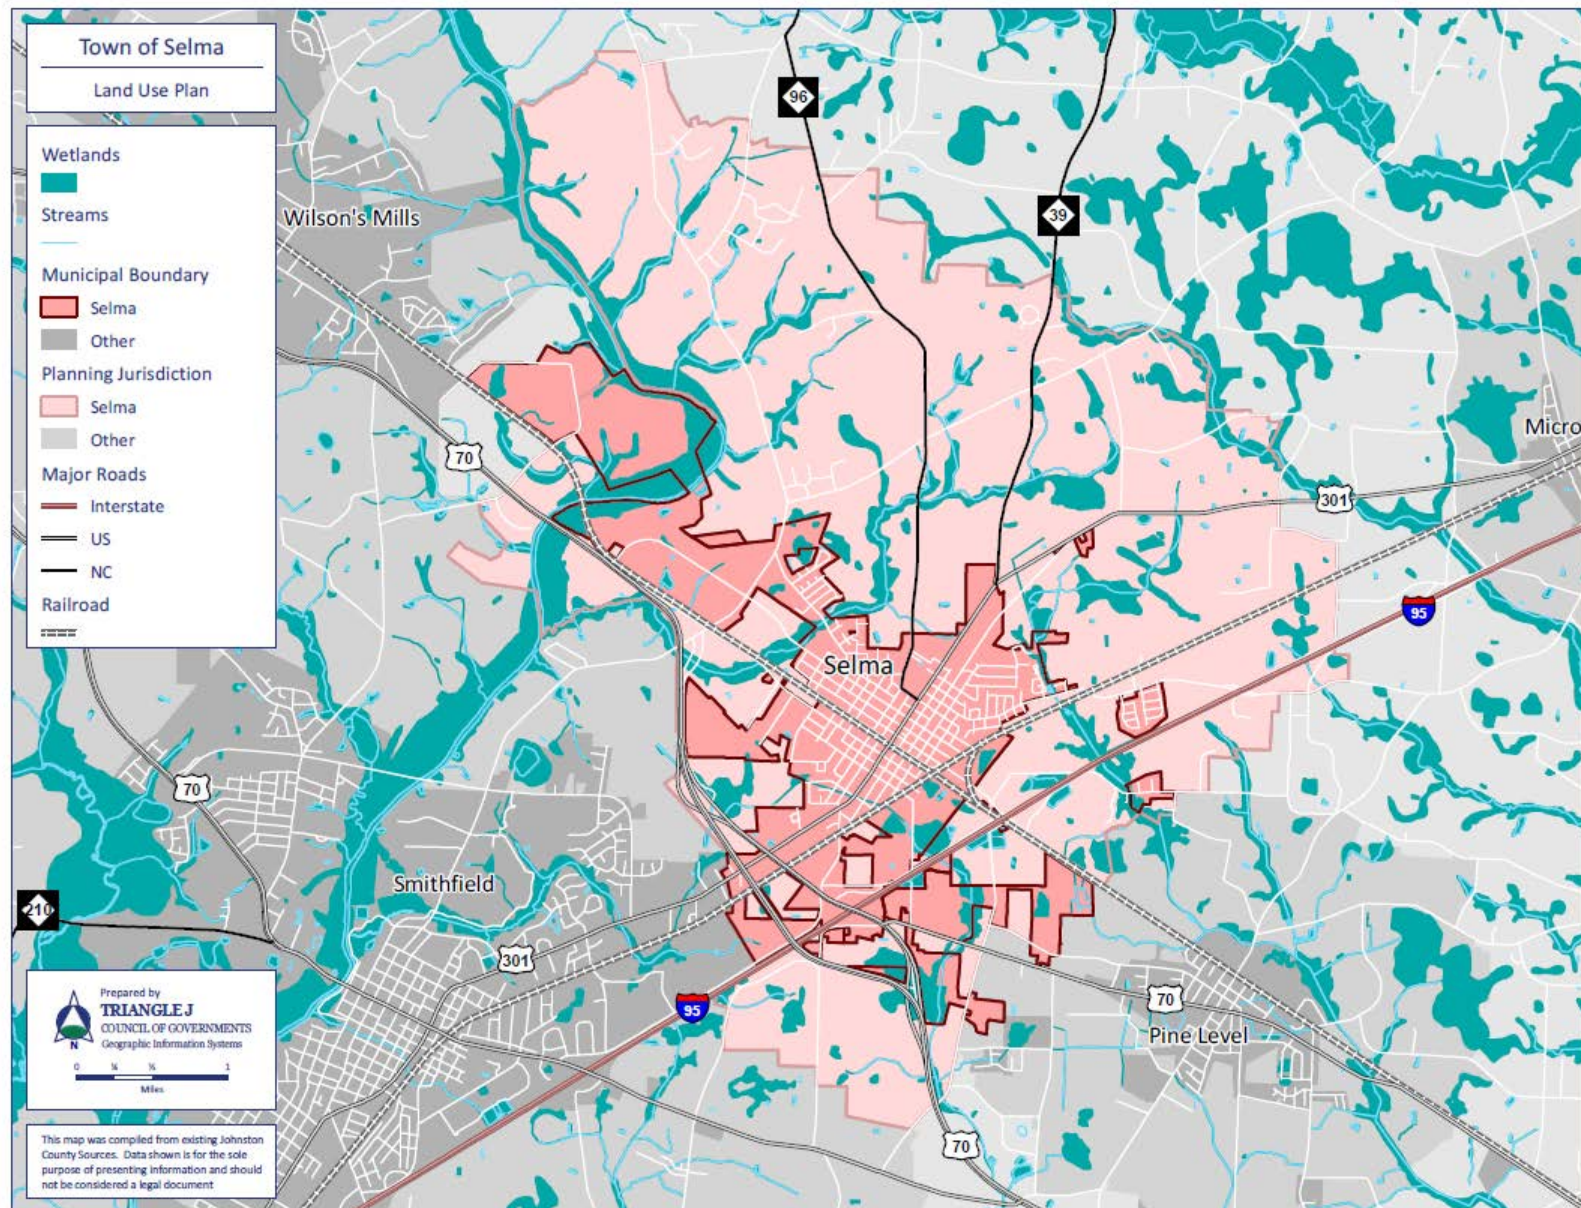 Town of Selma
Land Use Plan
Wetlands
Streams
Municipal Boundary
Selma
Other
Planning Jurisdiction
Selma
Other
Major Roads
Interstate
US
NC
Railroad
96
39
Wilson's Mills
70
Micro
301
95
Selma
70
Smithfield
210
301
95
70
Pine Level
70
Prepared by
TRIANGLE J
COUNCIL OF GOVERNMENTS
Geographic Information Systems
N
0 ¼ ½ 1
Miles
This map was compiled from existing Johnston
County Sources. Data shown is for the sole
purpose of presenting information and should
not be considered a legal document